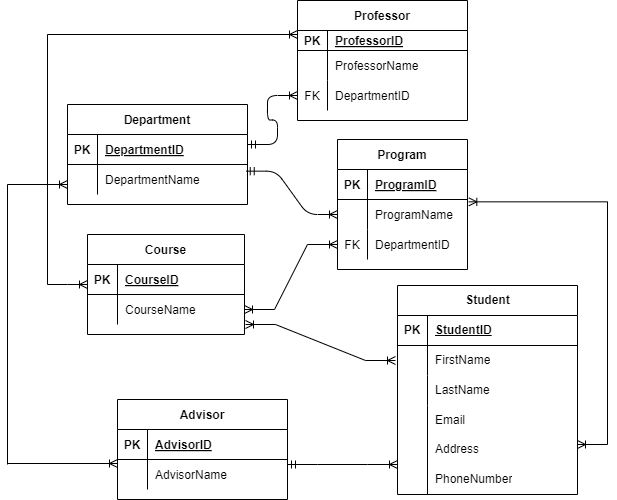 Professor
PK ProfessorID
ProfessorName
FK DepartmentID
Department
PK DepartmentID
DepartmentName
Program
PK ProgramID
ProgramName
FK DepartmentID
Course
PK CourseID
CourseName
Student
PK StudentID
FirstName
LastName
Email
Address
PhoneNumber
Advisor
PK AdvisorID
AdvisorName